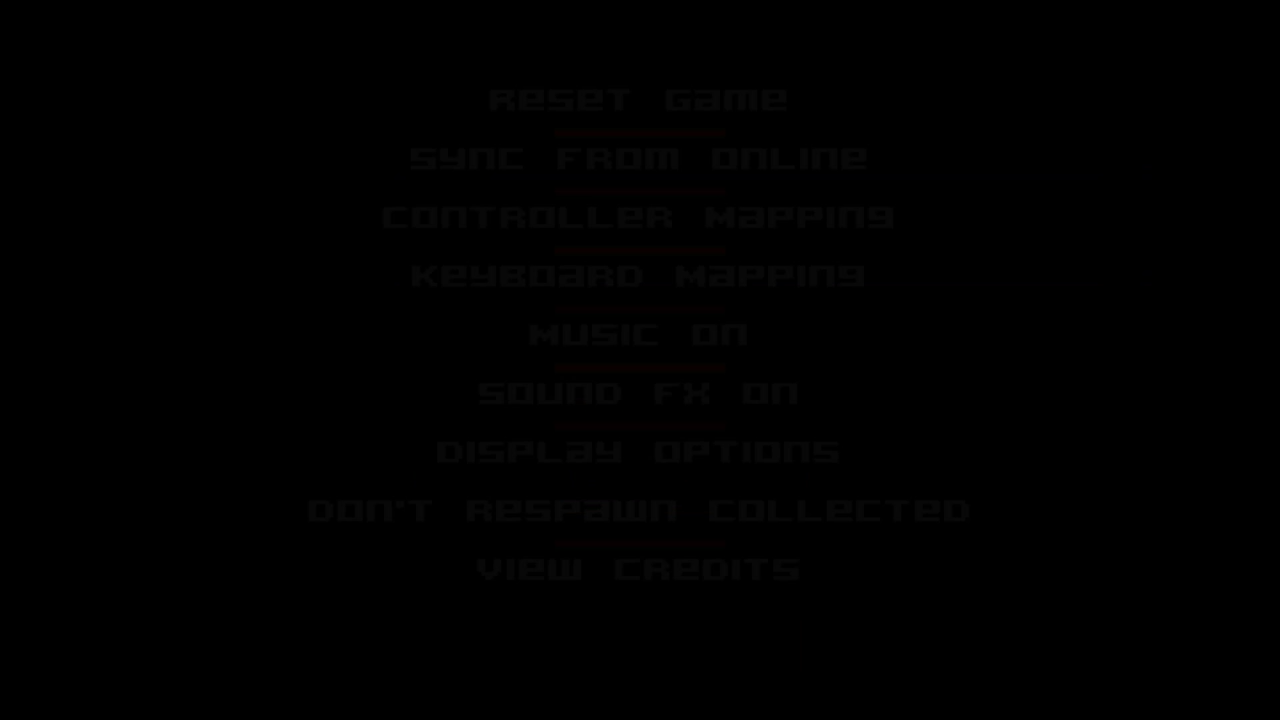 RESET GAME
SYNC FROM ONLINE
CONTROLLER MAPPING
KEYBOARD MAPPING
MUSIC ON
SOUND FX ON
DISPLAY OPTIONS
DON'T RESPAWN COLLECTED
VIEW CREDITS